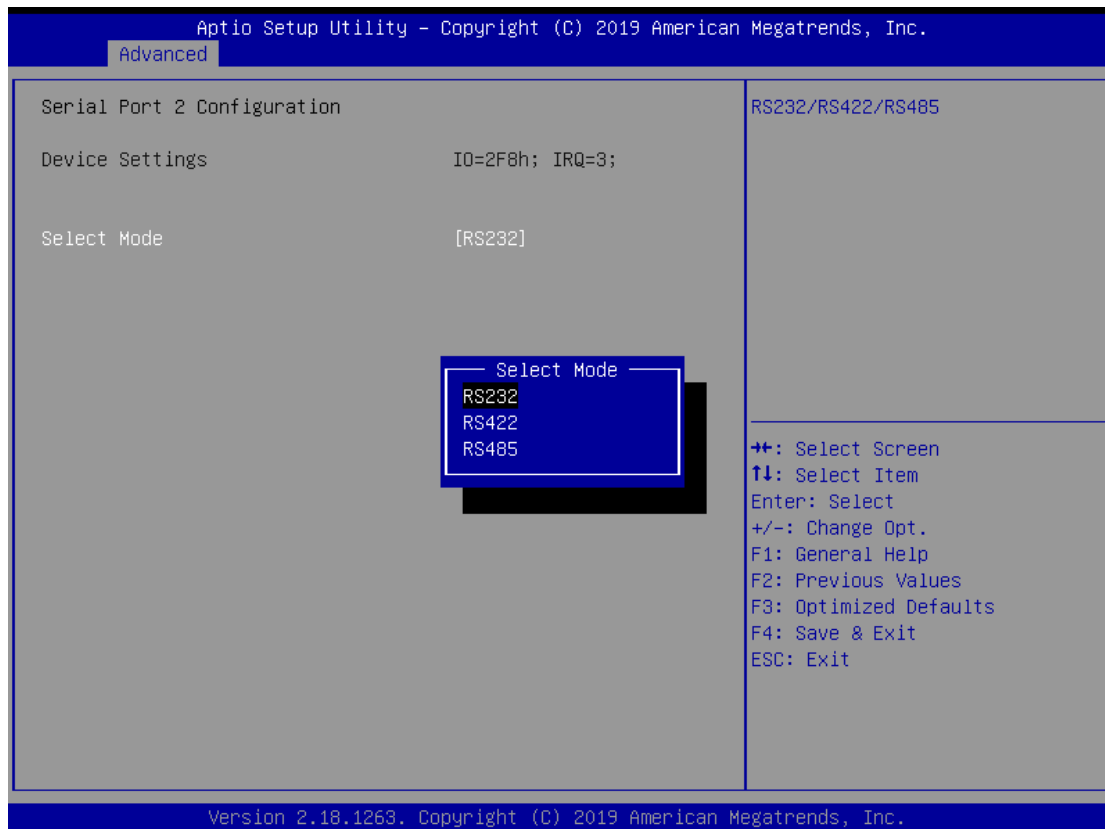 Aptio Setup Utility – Copyright (C) 2019 American Megatrends, Inc.
Advanced
Serial Port 2 Configuration
RS232/RS422/RS485
Device Settings IO=2F8h; IRQ=3;
Select Mode [RS232]
Select Mode
RS232
RS422
RS485
→←: Select Screen
↑↓: Select Item
Enter: Select
+/-: Change Opt.
F1: General Help
F2: Previous Values
F3: Optimized Defaults
F4: Save & Exit
ESC: Exit
Version 2.18.1263. Copyright (C) 2019 American Megatrends, Inc.